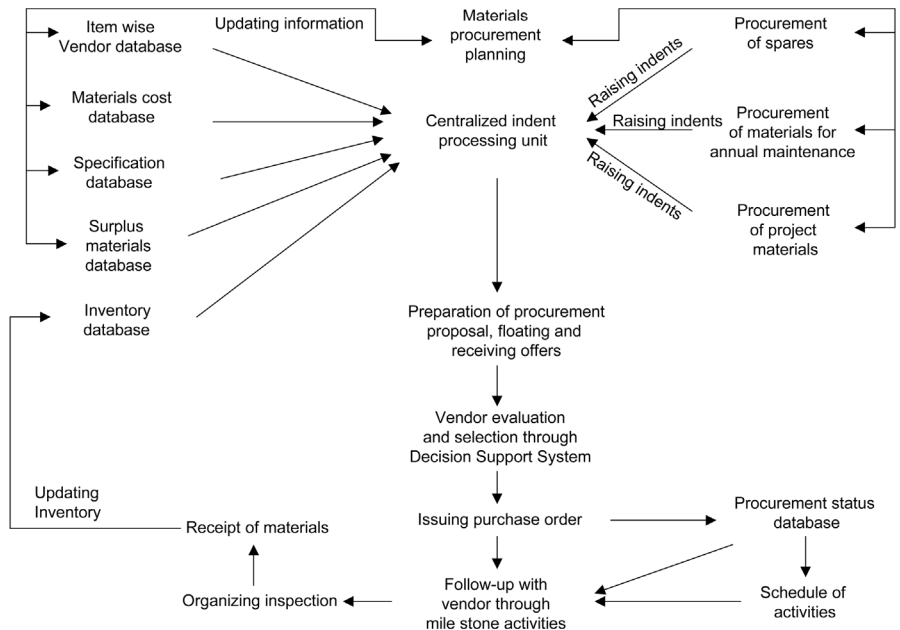 Item wise
Vendor database
Updating information
Materials
procurement
planning
Procurement
of spares
Materials cost
database
Centralized indent
processing unit
Raising indents
Raising indents
Raising indents
Procurement
of materials for
annual maintenance
Specification
database
Surplus
materials
database
Procurement
of project
materials
Inventory
database
Preparation of procurement
proposal, floating and
receiving offers
Vendor evaluation
and selection through
Decision Support System
Updating
Inventory
Receipt of materials
Issuing purchase order
Procurement status
database
Organizing inspection
Follow-up with
vendor through
mile stone activities
Schedule of
activities